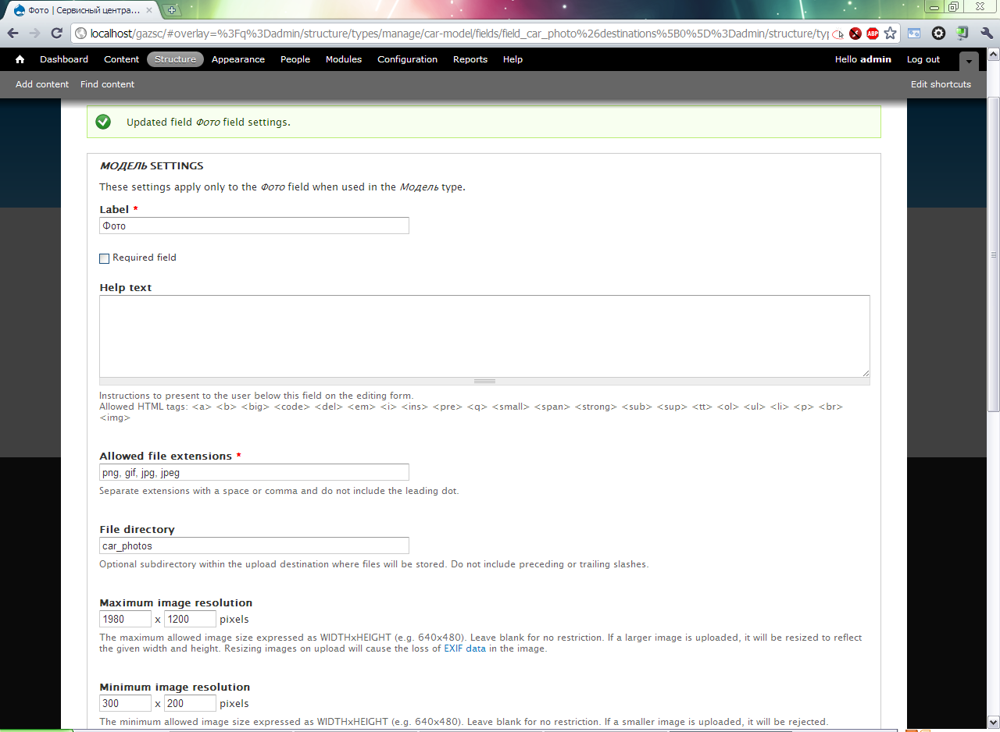 Фото | Сервисный центра...
localhost/gazsc/#overlay=%3Fq%3Dadmin/structure/types/manage/car-model/fields/field_car_photo%26destinations%5B0%5D%3Dadmin/structure/typ
ABP
Dashboard Content Structure Appearance People Modules Configuration Reports Help Hello admin Log out
Add content Find content Edit shortcuts
Updated field Фото field settings.
МОДЕЛЬ SETTINGS
These settings apply only to the Фото field when used in the Модель type.
Label *
Фото
Required field
Help text
Instructions to present to the user below this field on the editing form.
Allowed HTML tags: <a> <b> <big> <code> <del> <em> <i> <ins> <pre> <q> <small> <span> <strong> <sub> <sup> <tt> <ol> <ul> <li> <p> <br>
<img>
Allowed file extensions *
png, gif, jpg, jpeg
Separate extensions with a space or comma and do not include the leading dot.
File directory
car_photos
Optional subdirectory within the upload destination where files will be stored. Do not include preceding or trailing slashes.
Maximum image resolution
1980 x 1200 pixels
The maximum allowed image size expressed as WIDTHxHEIGHT (e.g. 640x480). Leave blank for no restriction. If a larger image is uploaded, it will be resized to reflect
the given width and height. Resizing images on upload will cause the loss of EXIF data in the image.
Minimum image resolution
300 x 200 pixels
The minimum allowed image size expressed as WIDTHxHEIGHT (e.g. 640x480). Leave blank for no restriction. If a smaller image is uploaded, it will be rejected.